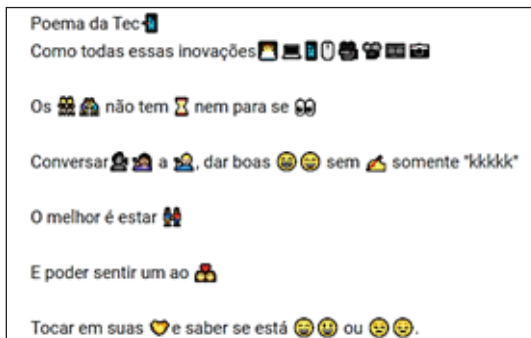 Poema da Tec📲
Como todas essas inovações🌅 💻📱🖱️📽️📹🎞️📷
Os 👫 👩‍❤️‍👨 não tem ⏳ nem para se 👀
Conversar🗣️🙋 a 🙋, dar boas 😄😄 sem ✍️ somente "kkkkk"
O melhor é estar 👫
E poder sentir um ao 💑
Tocar em suas 💛e saber se está 😄😃 ou 😔😔.